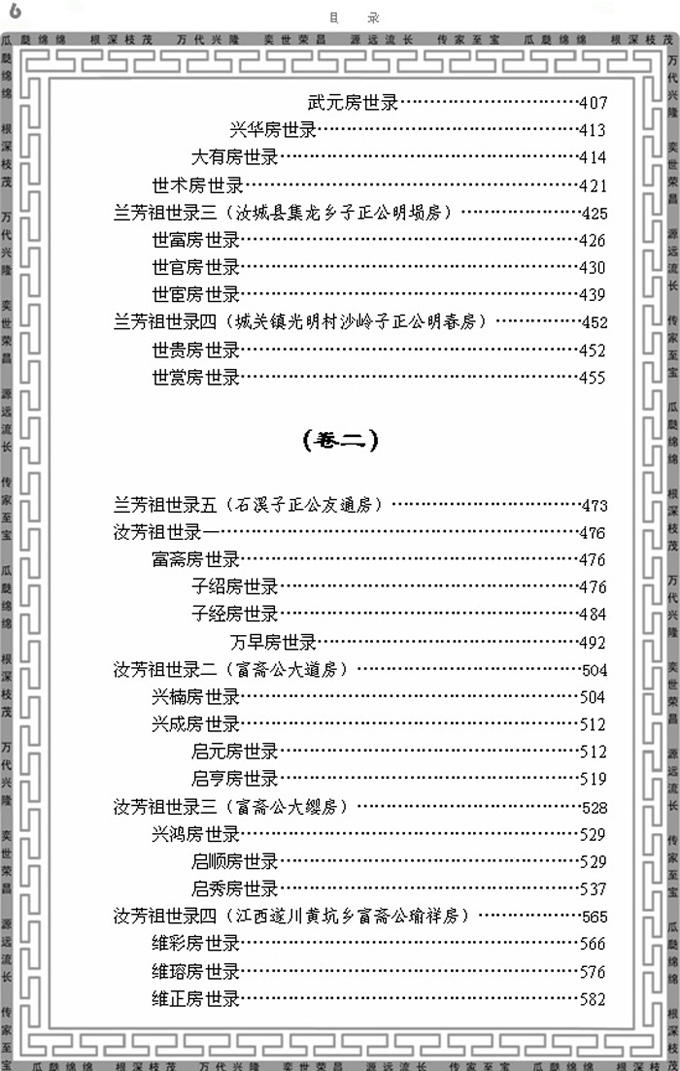 6
目 录
瓜瓞绵绵 根深枝茂 万代兴隆 奕世荣昌 源远流长 传家至宝 瓜瓞绵绵 根深枝茂
武元房世录……………………………407
兴华房世录……………………………413
大有房世录……………………………414
世术房世录……………………………421
兰芳祖世录三（汝城县集龙乡子正公明埙房）……………425
世富房世录……………………………426
世官房世录……………………………430
世宦房世录……………………………439
兰芳祖世录四（城关镇光明村沙岭子正公明春房）…………452
世贵房世录……………………………452
世赏房世录……………………………455
（卷二）
兰芳祖世录五（石溪子正公友通房）……………………473
汝芳祖世录一……………………………476
富斋房世录……………………………476
子绍房世录……………………………476
子经房世录……………………………484
万早房世录……………………………492
汝芳祖世录二（富斋公大道房）……………………504
兴楠房世录……………………………504
兴成房世录……………………………512
启元房世录……………………………512
启亨房世录……………………………519
汝芳祖世录三（富斋公大缨房）……………………528
兴鸿房世录……………………………529
启顺房世录……………………………529
启秀房世录……………………………537
汝芳祖世录四（江西遂川黄坑乡富斋公瑜祥房）……………565
维彩房世录……………………………566
维瑢房世录……………………………576
维正房世录……………………………582
瓜瓞绵绵 根深枝茂 万代兴隆 奕世荣昌 源远流长 传家至宝 瓜瓞绵绵 根深枝茂 万代兴隆 奕世荣昌 源远流长 传家至宝
万代兴隆 奕世荣昌 源远流长 传家至宝 瓜瓞绵绵 根深枝茂 万代兴隆 奕世荣昌 源远流长 传家至宝 瓜瓞绵绵 根深枝茂
瓜瓞绵绵 根深枝茂 万代兴隆 奕世荣昌 源远流长 传家至宝 瓜瓞绵绵